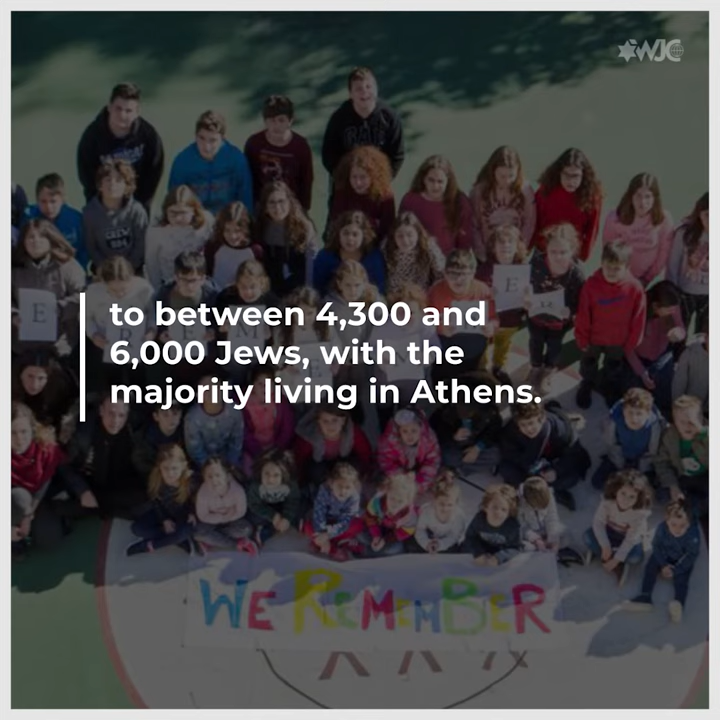 WJC
to between 4,300 and
6,000 Jews, with the
majority living in Athens.
E
E
WE REMEMBER